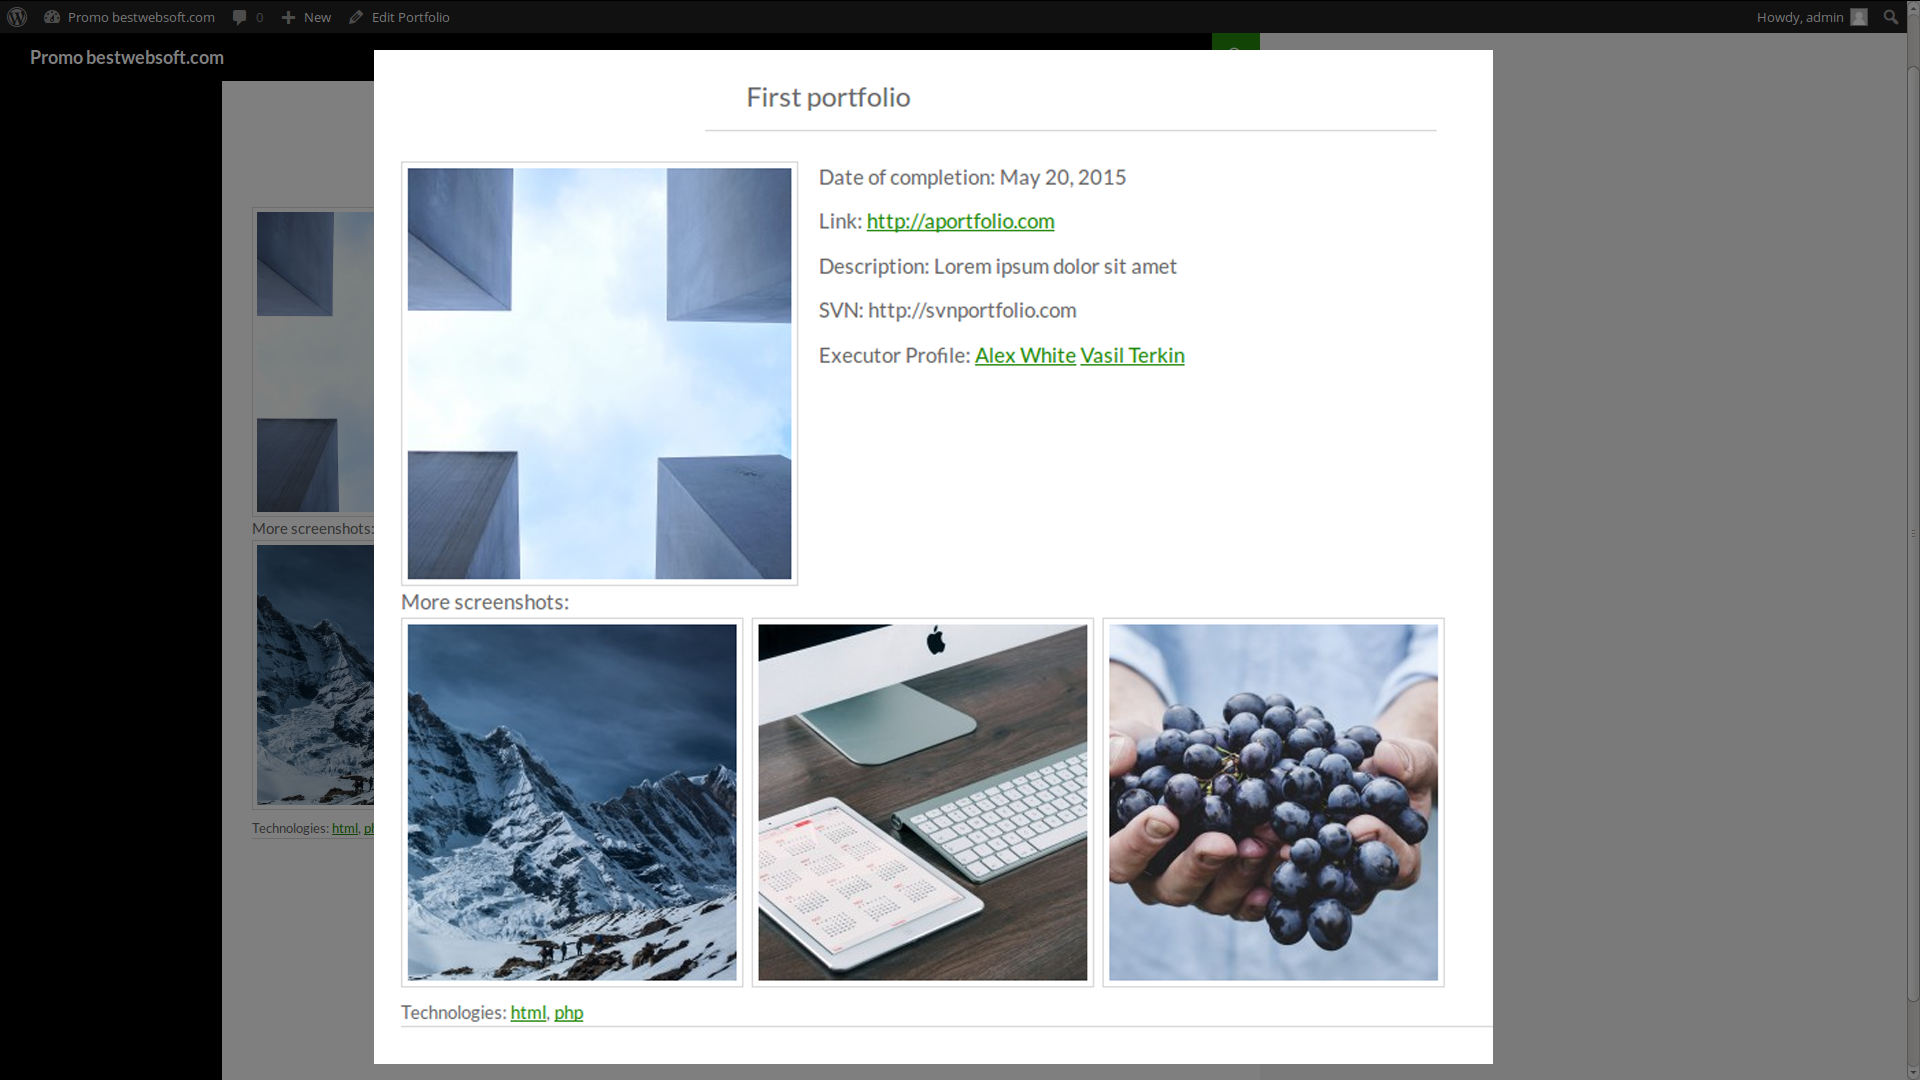 Promo bestwebsoft.com 0 New Edit Portfolio Howdy, admin
Promo bestwebsoft.com
First portfolio
Date of completion: May 20, 2015
Link: http://aportfolio.com
Description: Lorem ipsum dolor sit amet
SVN: http://svnportfolio.com
Executor Profile: Alex White Vasil Terkin
More screenshots:
More screenshots:
Technologies: html,
Technologies: html, php